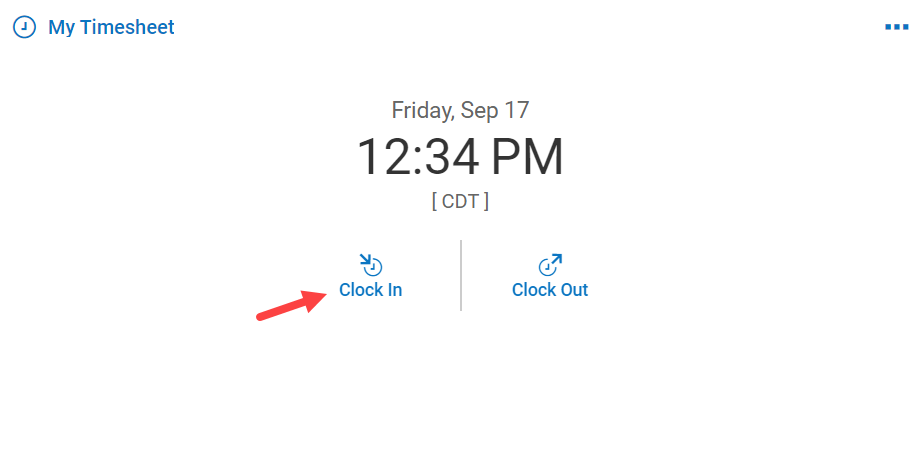 My Timesheet
Friday, Sep 17
12:34 PM
[ CDT ]
Clock In
Clock Out